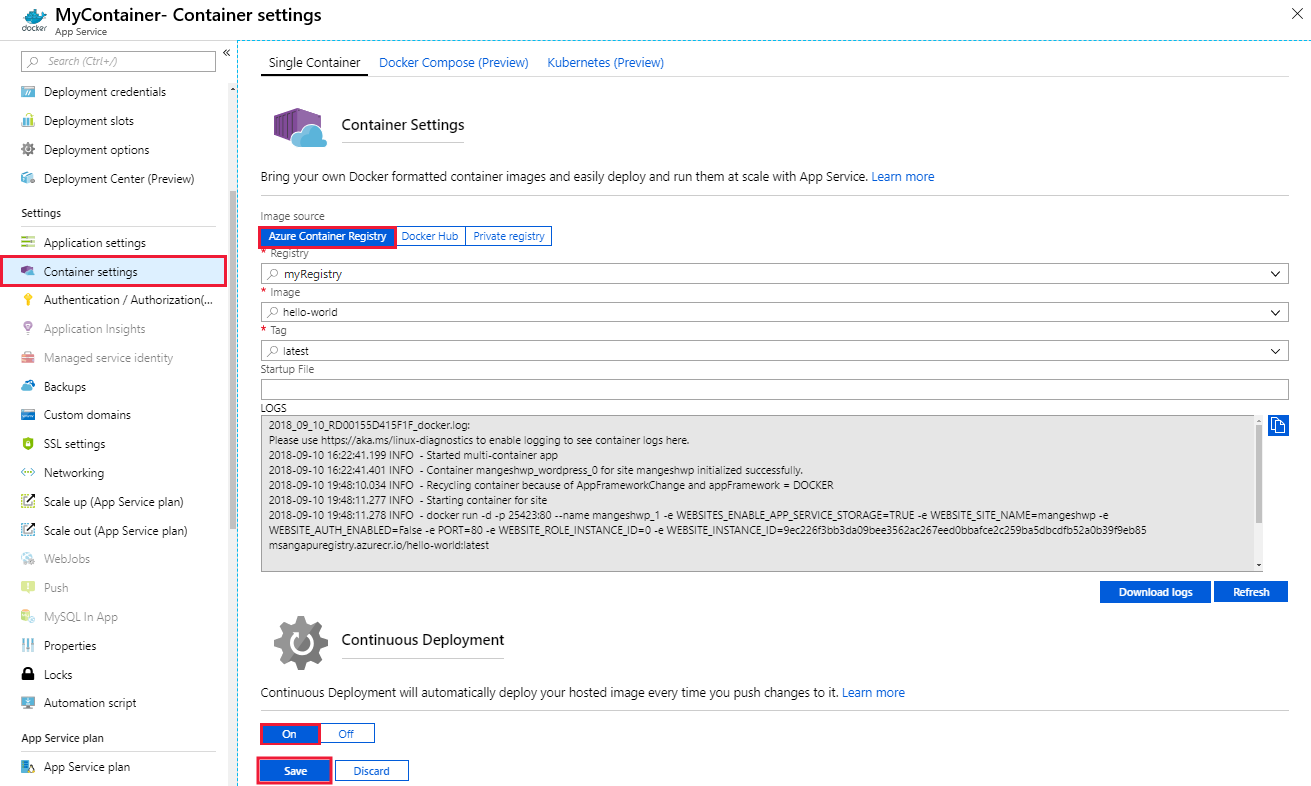 MyContainer- Container settings
App Service
docker
Search (Ctrl+/)
Deployment credentials
Deployment slots
Deployment options
Deployment Center (Preview)
Settings
Application settings
Container settings
Authentication / Authorization(...
Application Insights
Managed service identity
Backups
Custom domains
SSL settings
Networking
Scale up (App Service plan)
Scale out (App Service plan)
WebJobs
Push
MySQL In App
Properties
Locks
Automation script
App Service plan
App Service plan
Single Container Docker Compose (Preview) Kubernetes (Preview)
Container Settings
Bring your own Docker formatted container images and easily deploy and run them at scale with App Service. Learn more
Image source
Azure Container Registry Docker Hub Private registry
* Registry
myRegistry
* Image
hello-world
* Tag
latest
Startup File
LOGS
2018_09_10_RD00155D415F1F_docker.log:
Please use https://aka.ms/linux-diagnostics to enable logging to see container logs here.
2018-09-10 16:22:41.199 INFO - Started multi-container app
2018-09-10 16:22:41.401 INFO - Container mangeshwp_wordpress_0 for site mangeshwp initialized successfully.
2018-09-10 19:48:10.034 INFO - Recycling container because of AppFrameworkChange and appFramework = DOCKER
2018-09-10 19:48:11.277 INFO - Starting container for site
2018-09-10 19:48:11.278 INFO - docker run -d -p 25423:80 --name mangeshwp_1 -e WEBSITES_ENABLE_APP_SERVICE_STORAGE=TRUE -e WEBSITE_SITE_NAME=mangeshwp -e
WEBSITE_AUTH_ENABLED=False -e PORT=80 -e WEBSITE_ROLE_INSTANCE_ID=0 -e WEBSITE_INSTANCE_ID=9ec226f3bb3da09bee3562ac267eed0bbafce2c259ba5dbcdfb52a0b39f9eb85
msangapuregistry.azurecr.io/hello-world:latest
Download logs Refresh
Continuous Deployment
Continuous Deployment will automatically deploy your hosted image every time you push changes to it. Learn more
On Off
Save Discard